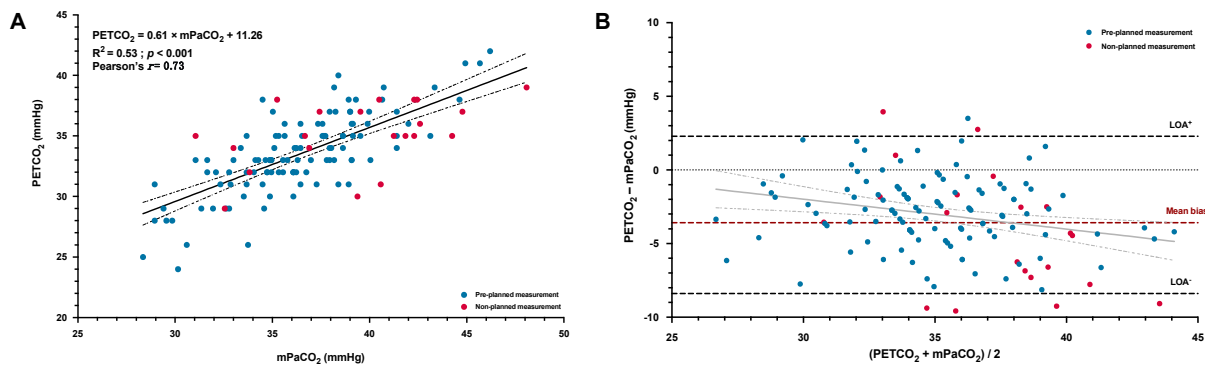 A
PETCO₂ = 0.61 × mPaCO₂ + 11.26
R² = 0.53 ; p < 0.001
Pearson's r= 0.73
PETCO₂ (mmHg)
45
40
35
30
25
20
Pre-planned measurement
Non-planned measurement
25
30
35
40
45
50
mPaCO₂ (mmHg)
B
PETCO₂ – mPaCO₂ (mmHg)
10
5
0
-5
-10
Pre-planned measurement
Non-planned measurement
LOA⁺
Mean bias
LOA⁻
25
30
35
40
45
(PETCO₂ + mPaCO₂) / 2